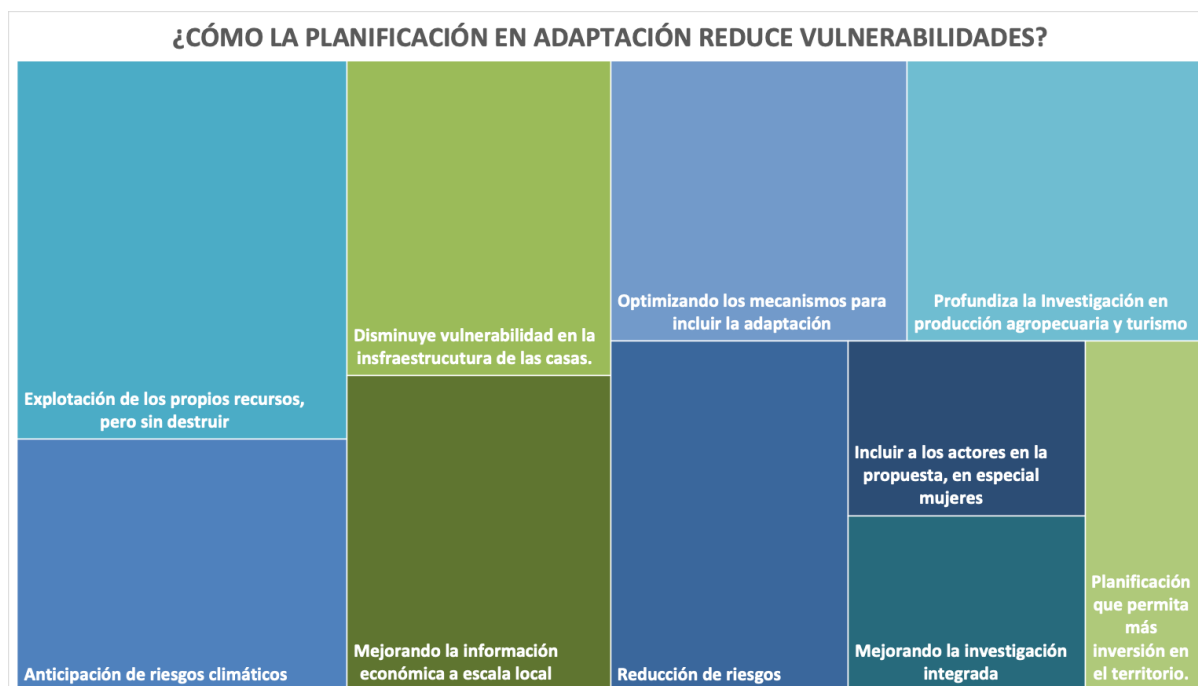 ¿CÓMO LA PLANIFICACIÓN EN ADAPTACIÓN REDUCE VULNERABILIDADES?
Explotación de los propios recursos,
pero sin destruir
Anticipación de riesgos climáticos
Disminuye vulnerabilidad en la
insfraestrucutura de las casas.
Mejorando la información
económica a escala local
Optimizando los mecanismos para
incluir la adaptación
Profundiza la Investigación en
producción agropecuaria y turismo
Reducción de riesgos
Incluir a los actores en la
propuesta, en especial
mujeres
Mejorando la investigación
integrada
Planificación
que permita
más
inversión en
el territorio.